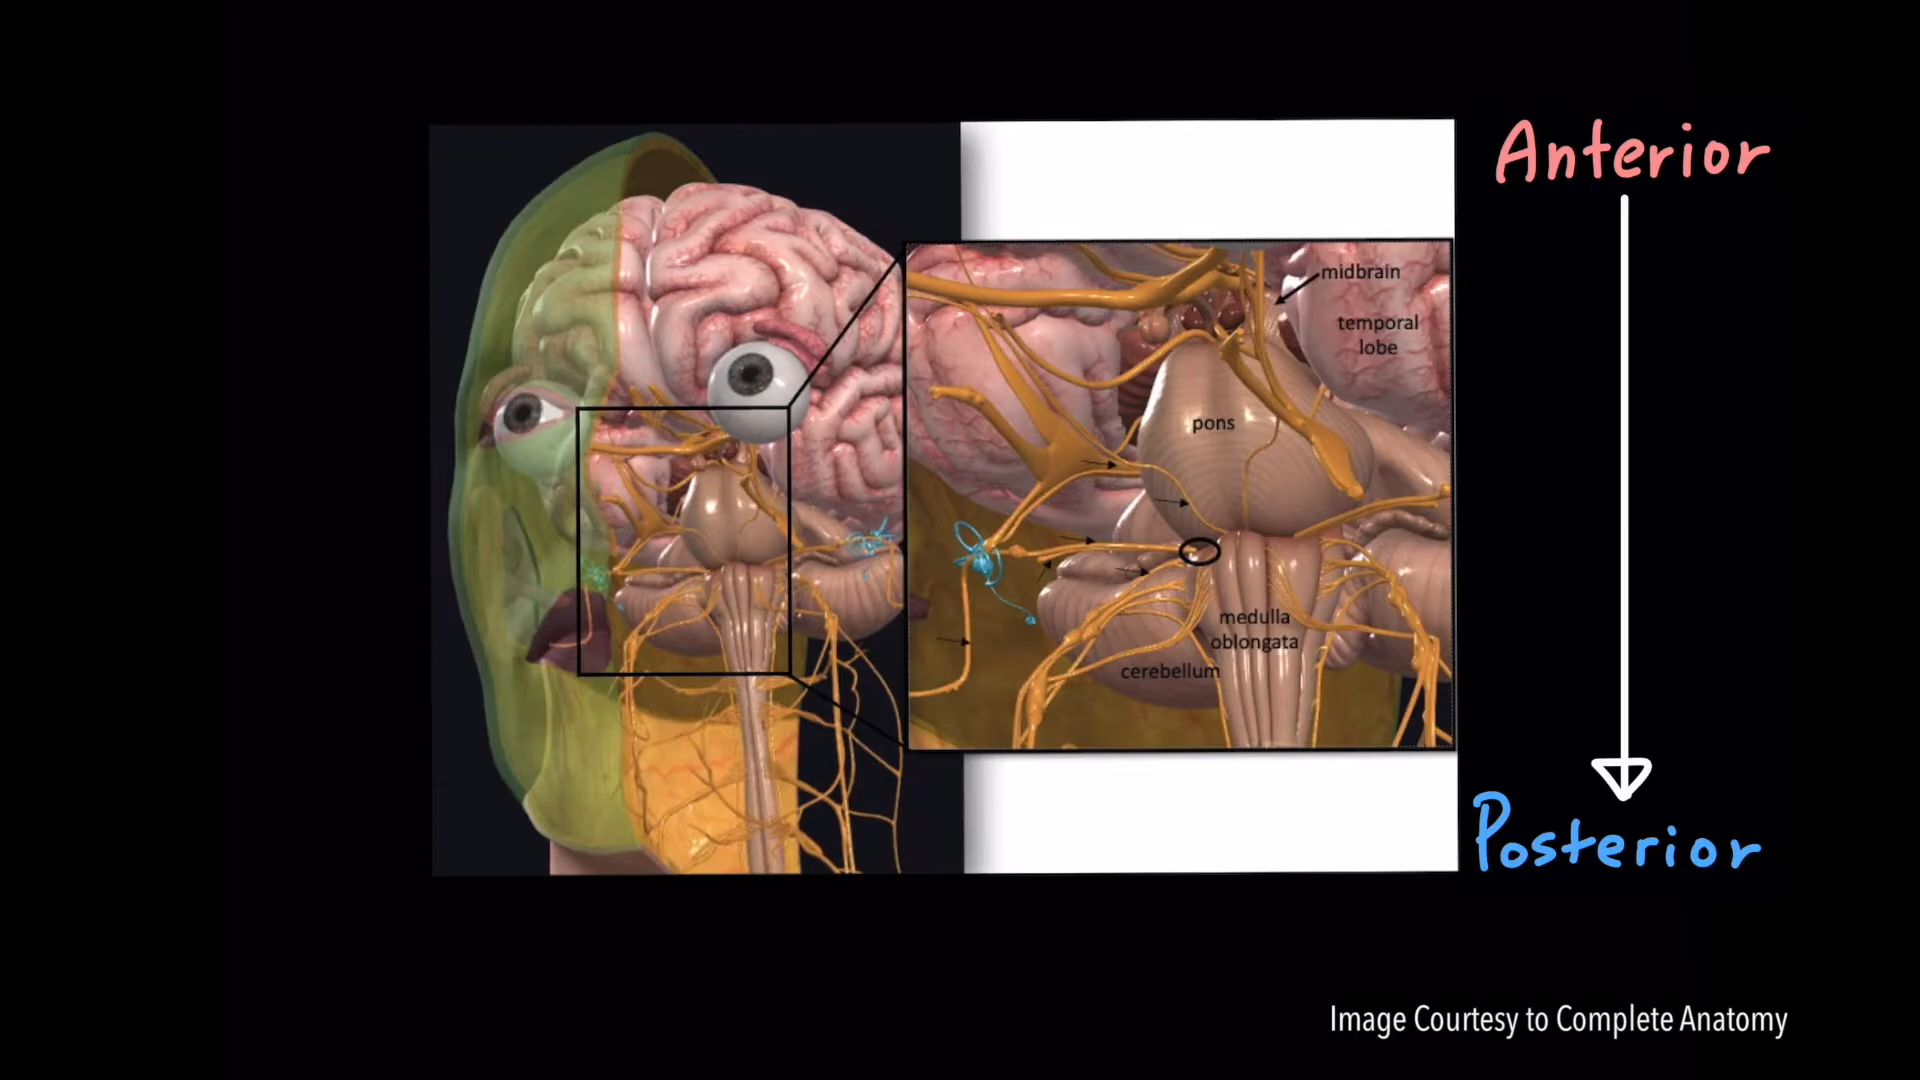 Anterior
midbrain
temporal
lobe
pons
medulla
oblongata
cerebellum
Posterior
Image Courtesy to Complete Anatomy